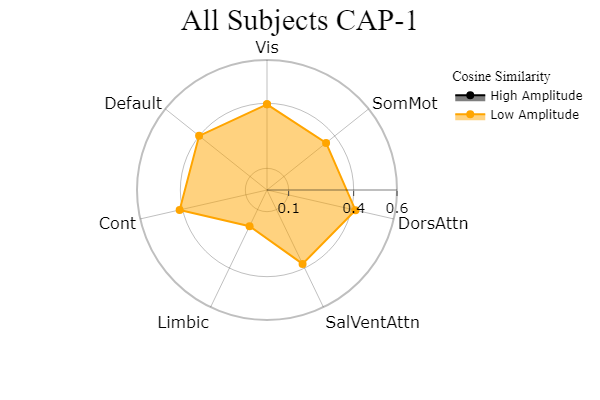 All Subjects CAP-1
Vis
Cosine Similarity
High Amplitude
Low Amplitude
Default
SomMot
0.1
0.4
0.6
Cont
DorsAttn
Limbic
SalVentAttn